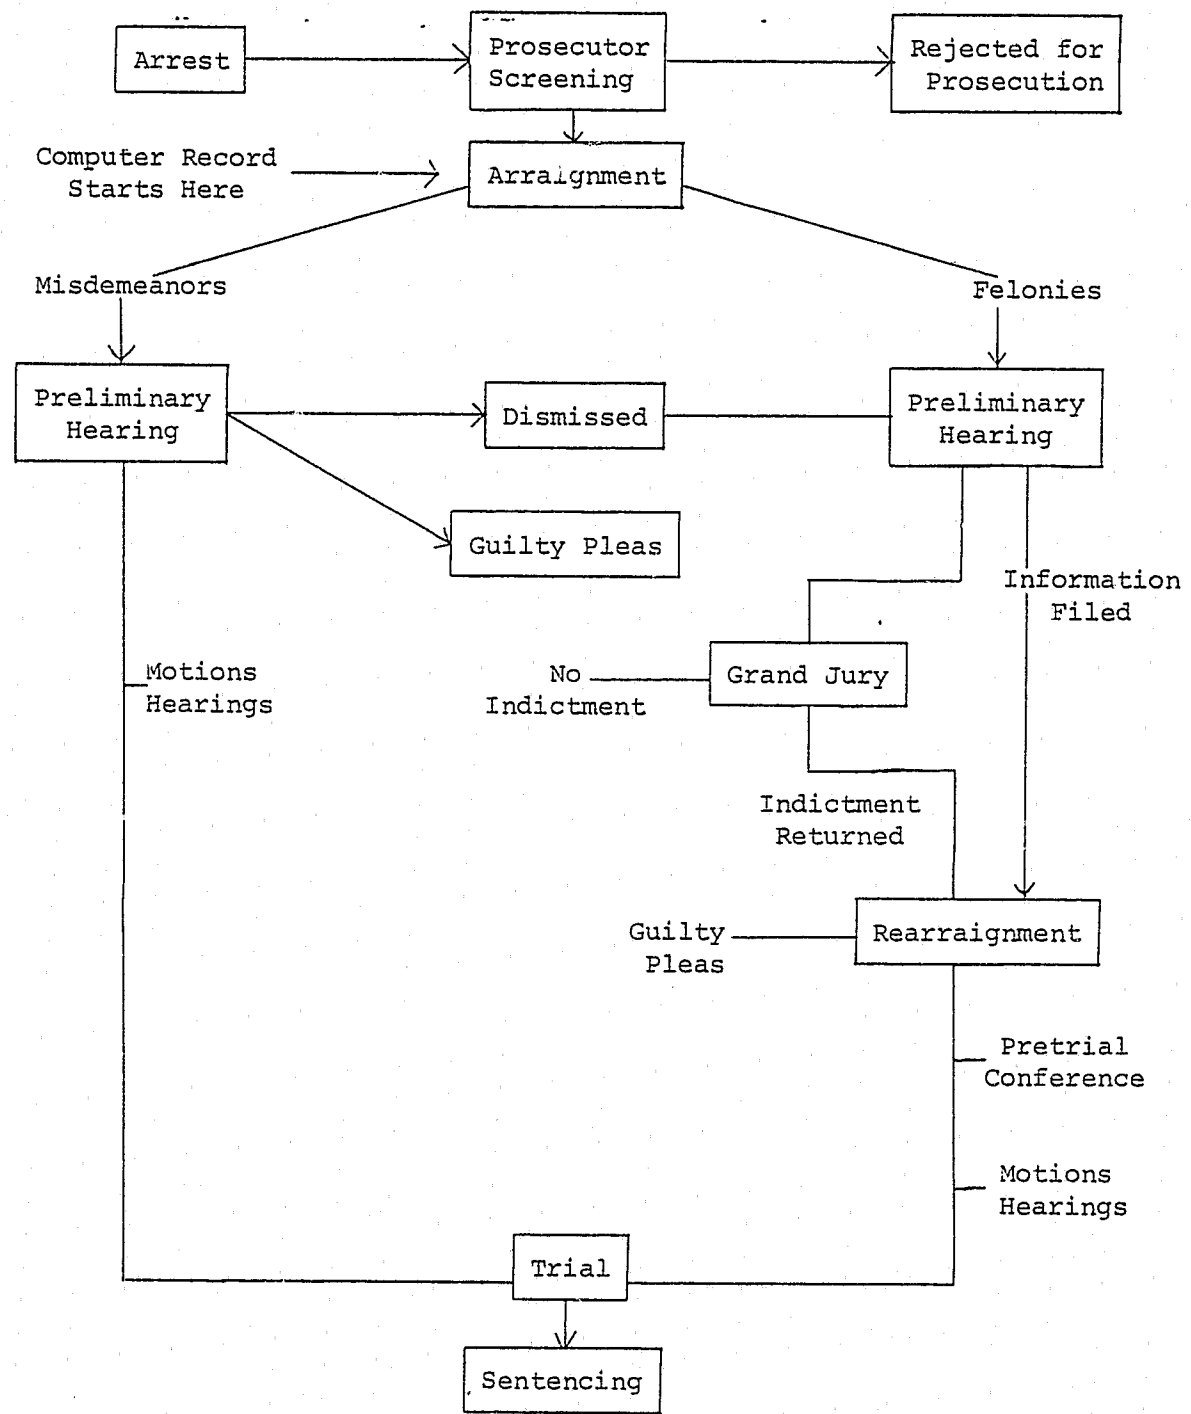 Arrest
Prosecutor
Screening
Rejected for
Prosecution
Computer Record
Starts Here
Arraignment
Misdemeanors
Felonies
Preliminary
Hearing
Dismissed
Preliminary
Hearing
Guilty Pleas
Information
Filed
Motions
Hearings
No
Indictment
Grand Jury
Indictment
Returned
Guilty
Pleas
Rearraignment
Pretrial
Conference
Motions
Hearings
Trial
Sentencing